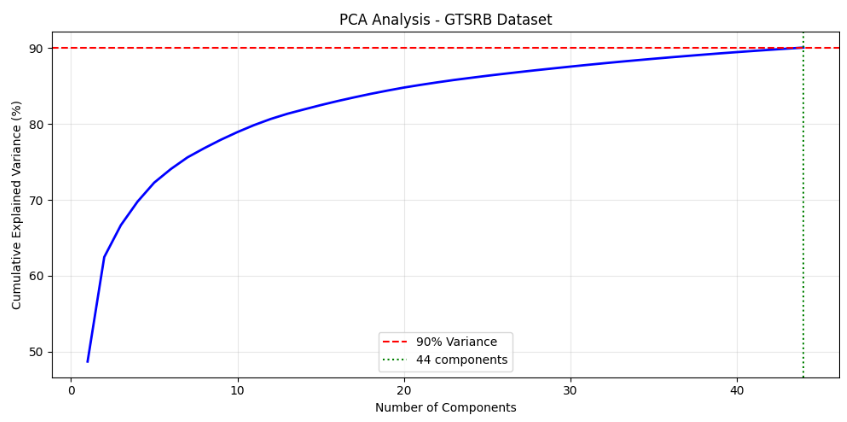 PCA Analysis - GTSRB Dataset
Cumulative Explained Variance (%)
90
80
70
60
50
90% Variance
44 components
0
10
20
30
40
Number of Components